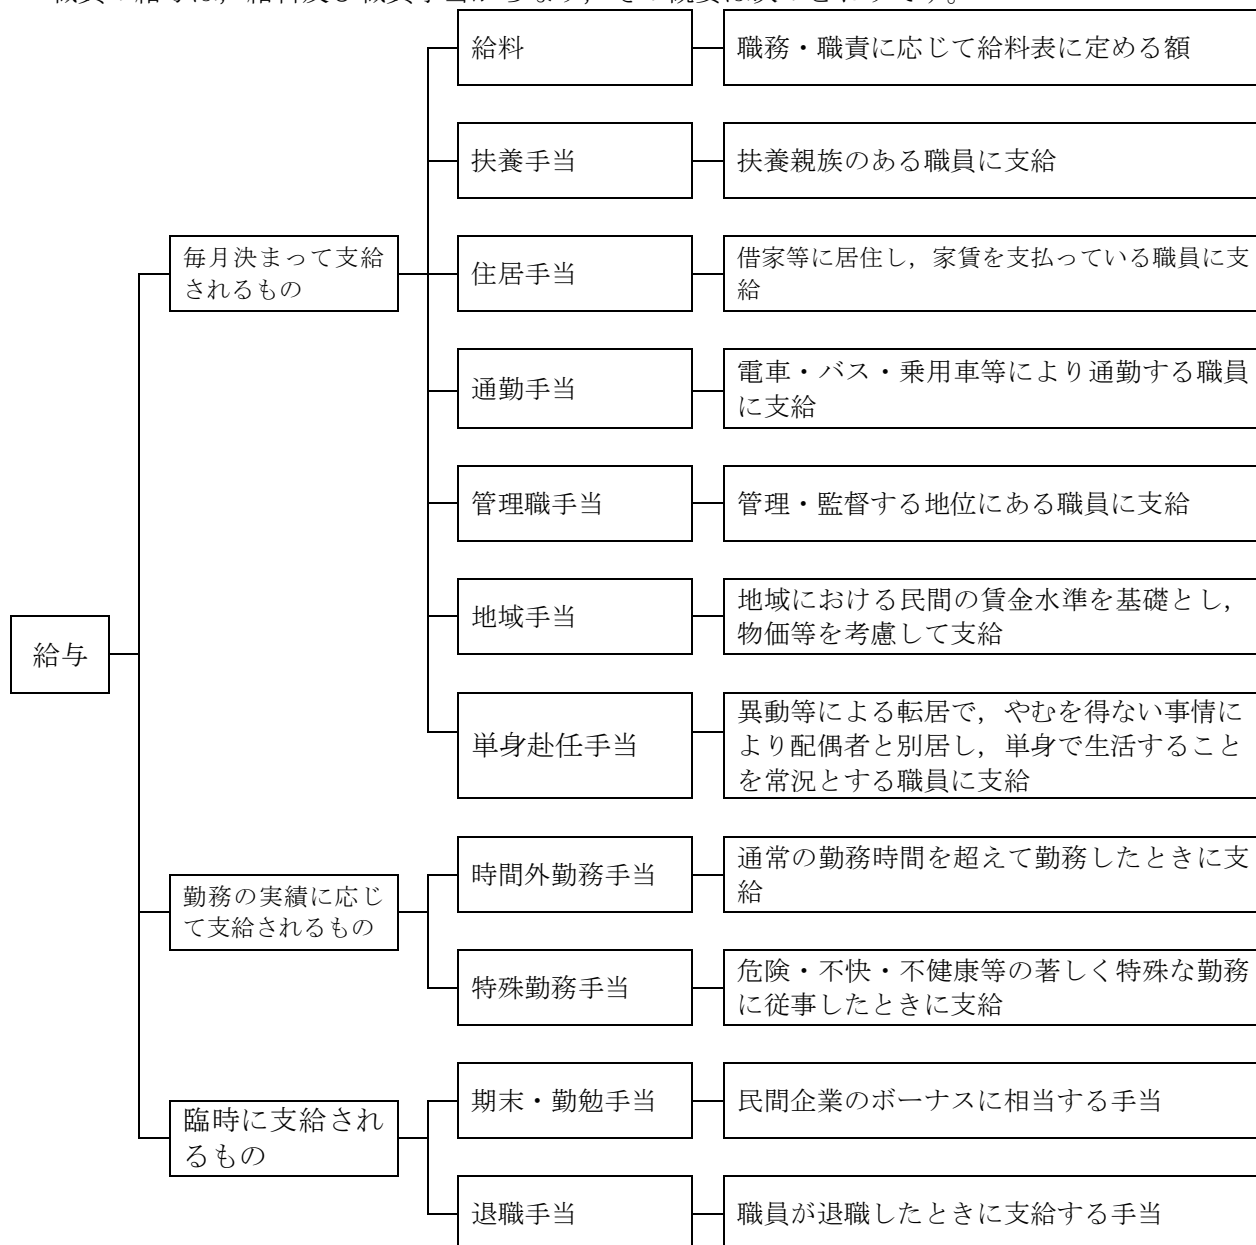 給料
職務・職責に応じて給料表に定める額
扶養手当
扶養親族のある職員に支給
毎月決まって支給
されるもの
住居手当
借家等に居住し，家賃を支払っている職員に支
給
通勤手当
電車・バス・乗用車等により通勤する職員
に支給
管理職手当
管理・監督する地位にある職員に支給
地域手当
地域における民間の賃金水準を基礎とし，
物価等を考慮して支給
給与
単身赴任手当
異動等による転居で，やむを得ない事情に
より配偶者と別居し，単身で生活すること
を常況とする職員に支給
勤務の実績に応じ
て支給されるもの
時間外勤務手当
通常の勤務時間を超えて勤務したときに支
給
特殊勤務手当
危険・不快・不健康等の著しく特殊な勤務
に従事したときに支給
臨時に支給され
るもの
期末・勤勉手当
民間企業のボーナスに相当する手当
退職手当
職員が退職したときに支給する手当